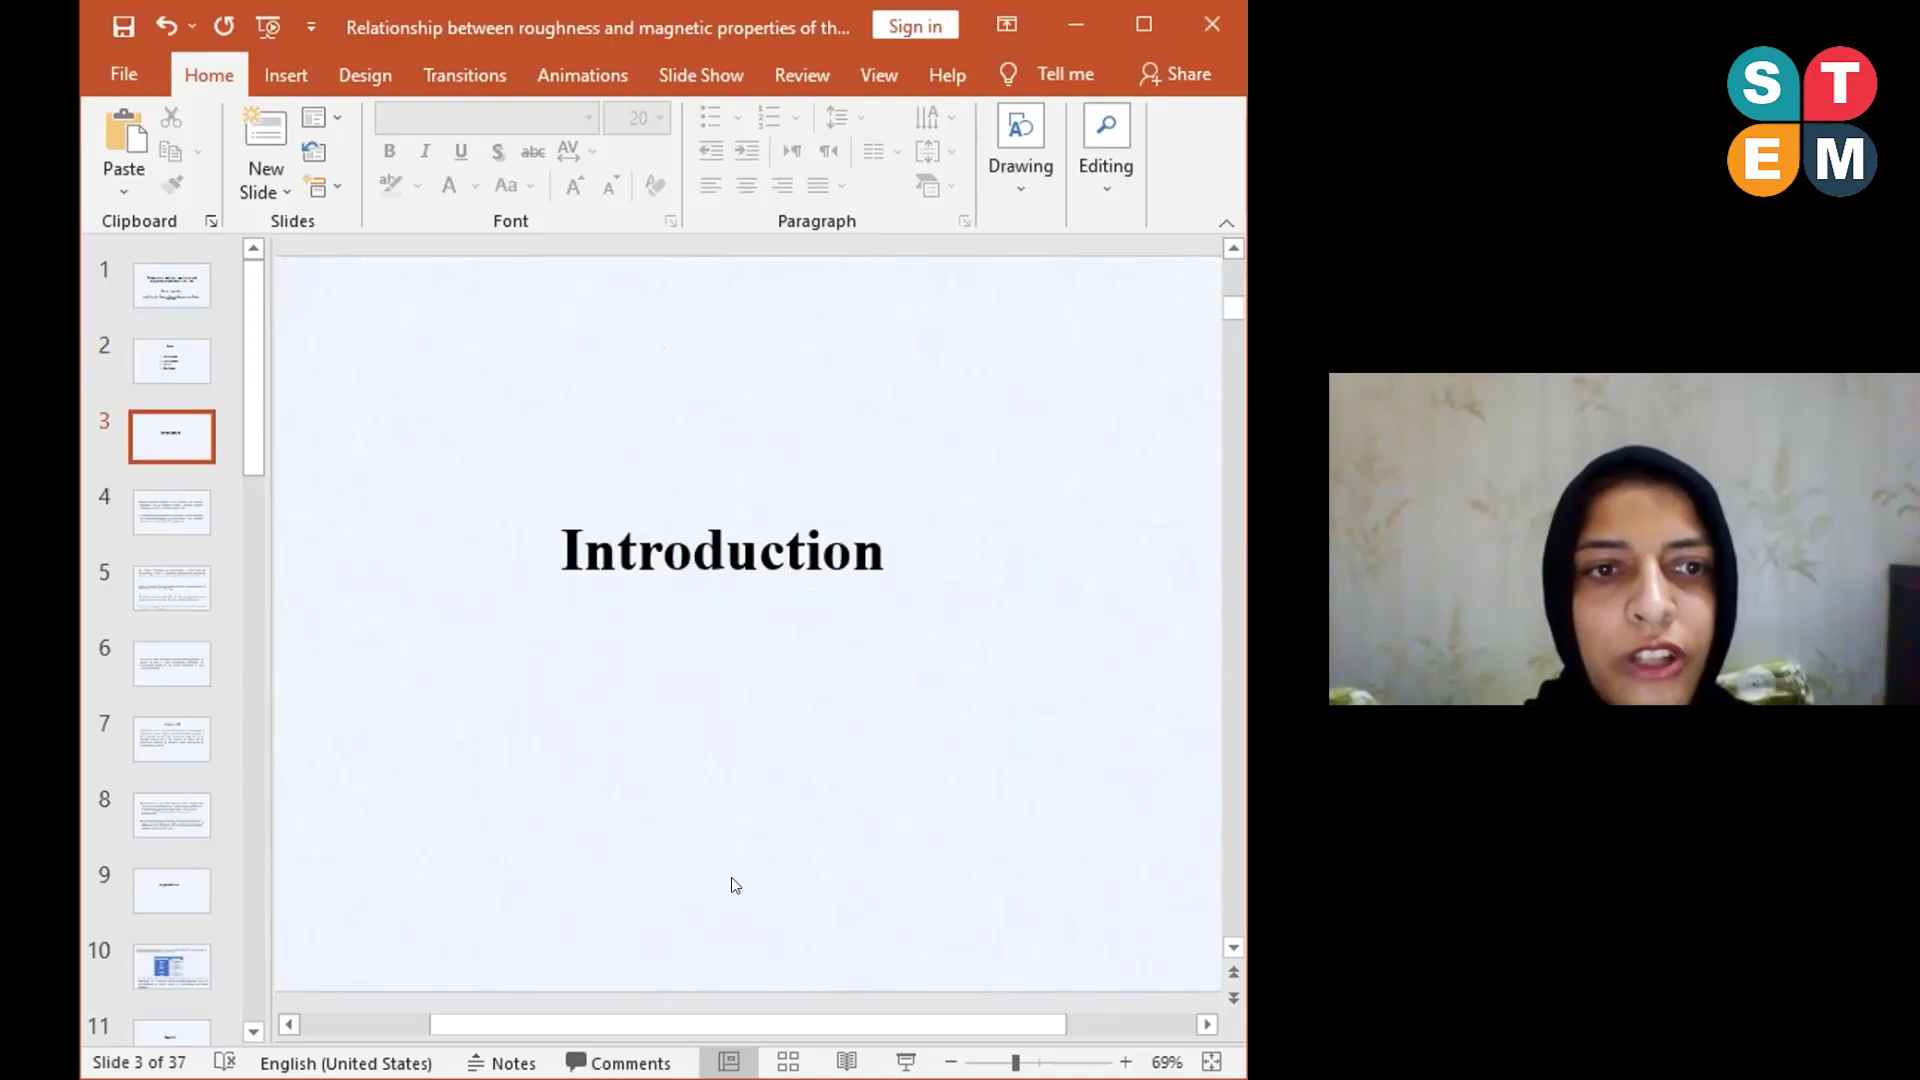 Relationship between roughness and magnetic properties of th...
Sign in
File
Home
Insert
Design
Transitions
Animations
Slide Show
Review
View
Help
Tell me
Share
Paste
New
Slide
20
B I U S abc AV
A Aa A A
Drawing
Editing
Clipboard
Slides
Font
Paragraph
1
2
3
4
5
6
7
8
9
10
11
Introduction
Slide 3 of 37
English (United States)
Notes
Comments
69%
S T
E M